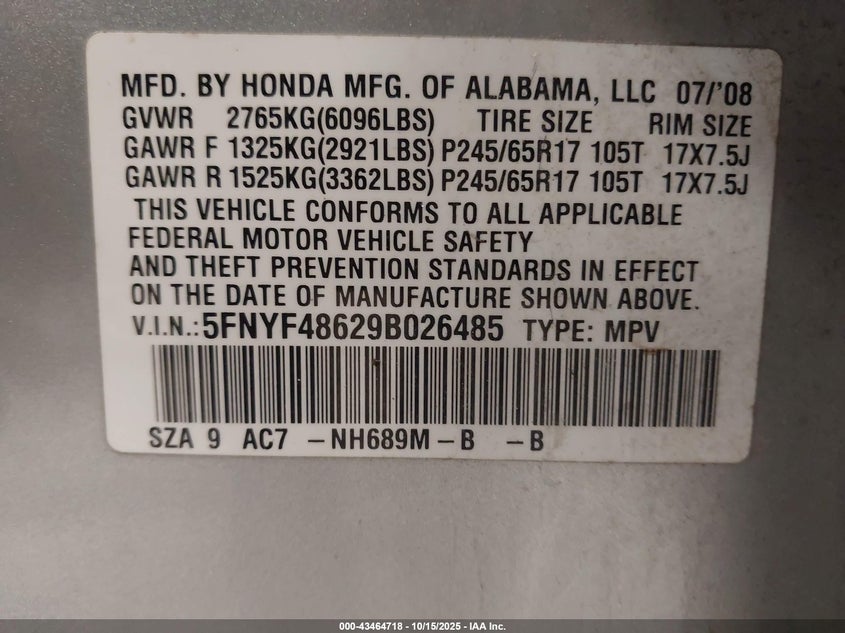 MFD. BY HONDA MFG. OF ALABAMA, LLC 07/'08
GVWR 2765KG(6096LBS) TIRE SIZE RIM SIZE
GAWR F 1325KG(2921LBS) P245/65R17 105T 17X7.5J
GAWR R 1525KG(3362LBS) P245/65R17 105T 17X7.5J
THIS VEHICLE CONFORMS TO ALL APPLICABLE
FEDERAL MOTOR VEHICLE SAFETY
AND THEFT PREVENTION STANDARDS IN EFFECT
ON THE DATE OF MANUFACTURE SHOWN ABOVE.
V.I.N.:5FNYF48629B026485 TYPE: MPV
SZA 9 AC7 -NH689M-B -B
000-43464718 - 10/15/2025 - IAA Inc.